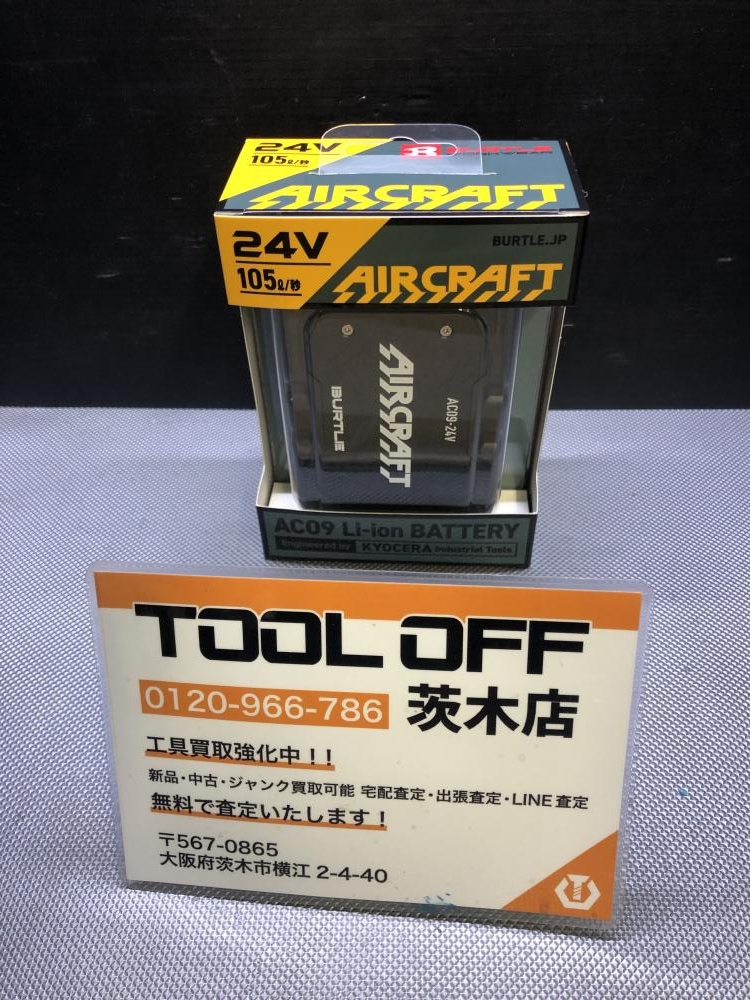 24V
BURTLE
105ℓ/秒
AIRCRAFT
24V
BURTLE.JP
105ℓ/秒
AIRCRAFT
AIRCRAFT
BURTLE
AC09-24V
AC09 Li-ion BATTERY
Engineered by KYOCERA Industrial Tools
TOOL OFF
0120-966-786 茨木店
工具買取強化中！！
新品・中古・ジャンク買取可能 宅配査定・出張査定・LINE査定
無料で査定いたします！
〒567-0865
大阪府茨木市横江 2-4-40